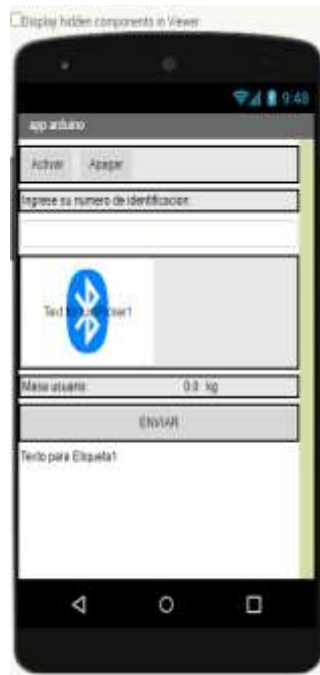 Display hidden components in Viewer
9:48
app arduino
Activar Apagar
Ingrese su numero de identificacion:
Text for
Masa usuario: 0.0 kg
ENVIAR
Texto para Etiqueta1